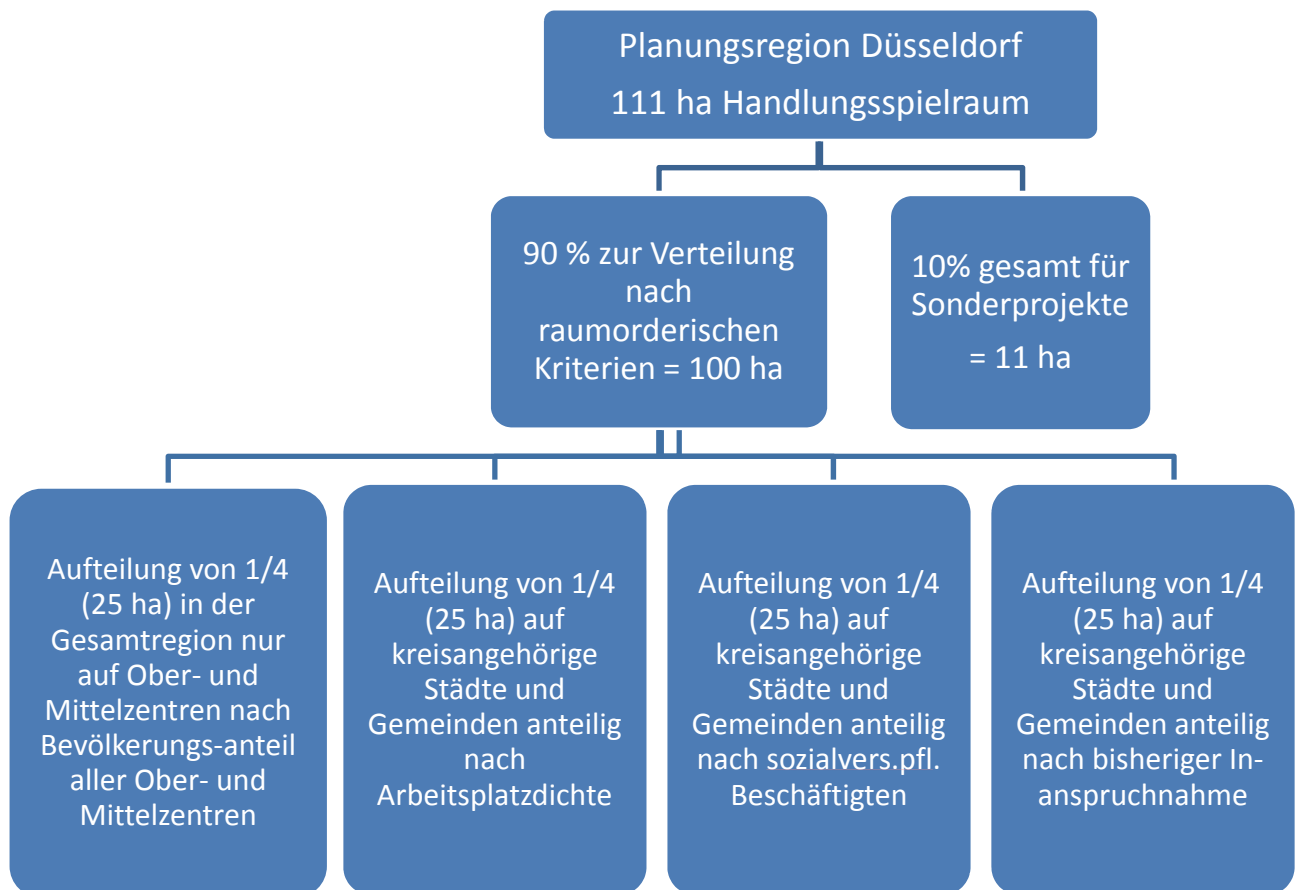 Planungsregion Düsseldorf
111 ha Handlungsspielraum
90 % zur Verteilung
nach
raumorderischen
Kriterien = 100 ha
10% gesamt für
Sonderprojekte
= 11 ha
Aufteilung von 1/4
(25 ha) in der
Gesamtregion nur
auf Ober- und
Mittelzentren nach
Bevölkerungs-anteil
aller Ober- und
Mittelzentren
Aufteilung von 1/4
(25 ha) auf
kreisangehörige
Städte und
Gemeinden anteilig
nach
Arbeitsplatzdichte
Aufteilung von 1/4
(25 ha) auf
kreisangehörige
Städte und
Gemeinden anteilig
nach sozialvers.pfl.
Beschäftigten
Aufteilung von 1/4
(25 ha) auf
kreisangehörige
Städte und
Gemeinden anteilig
nach bisheriger In-
anspruchnahme